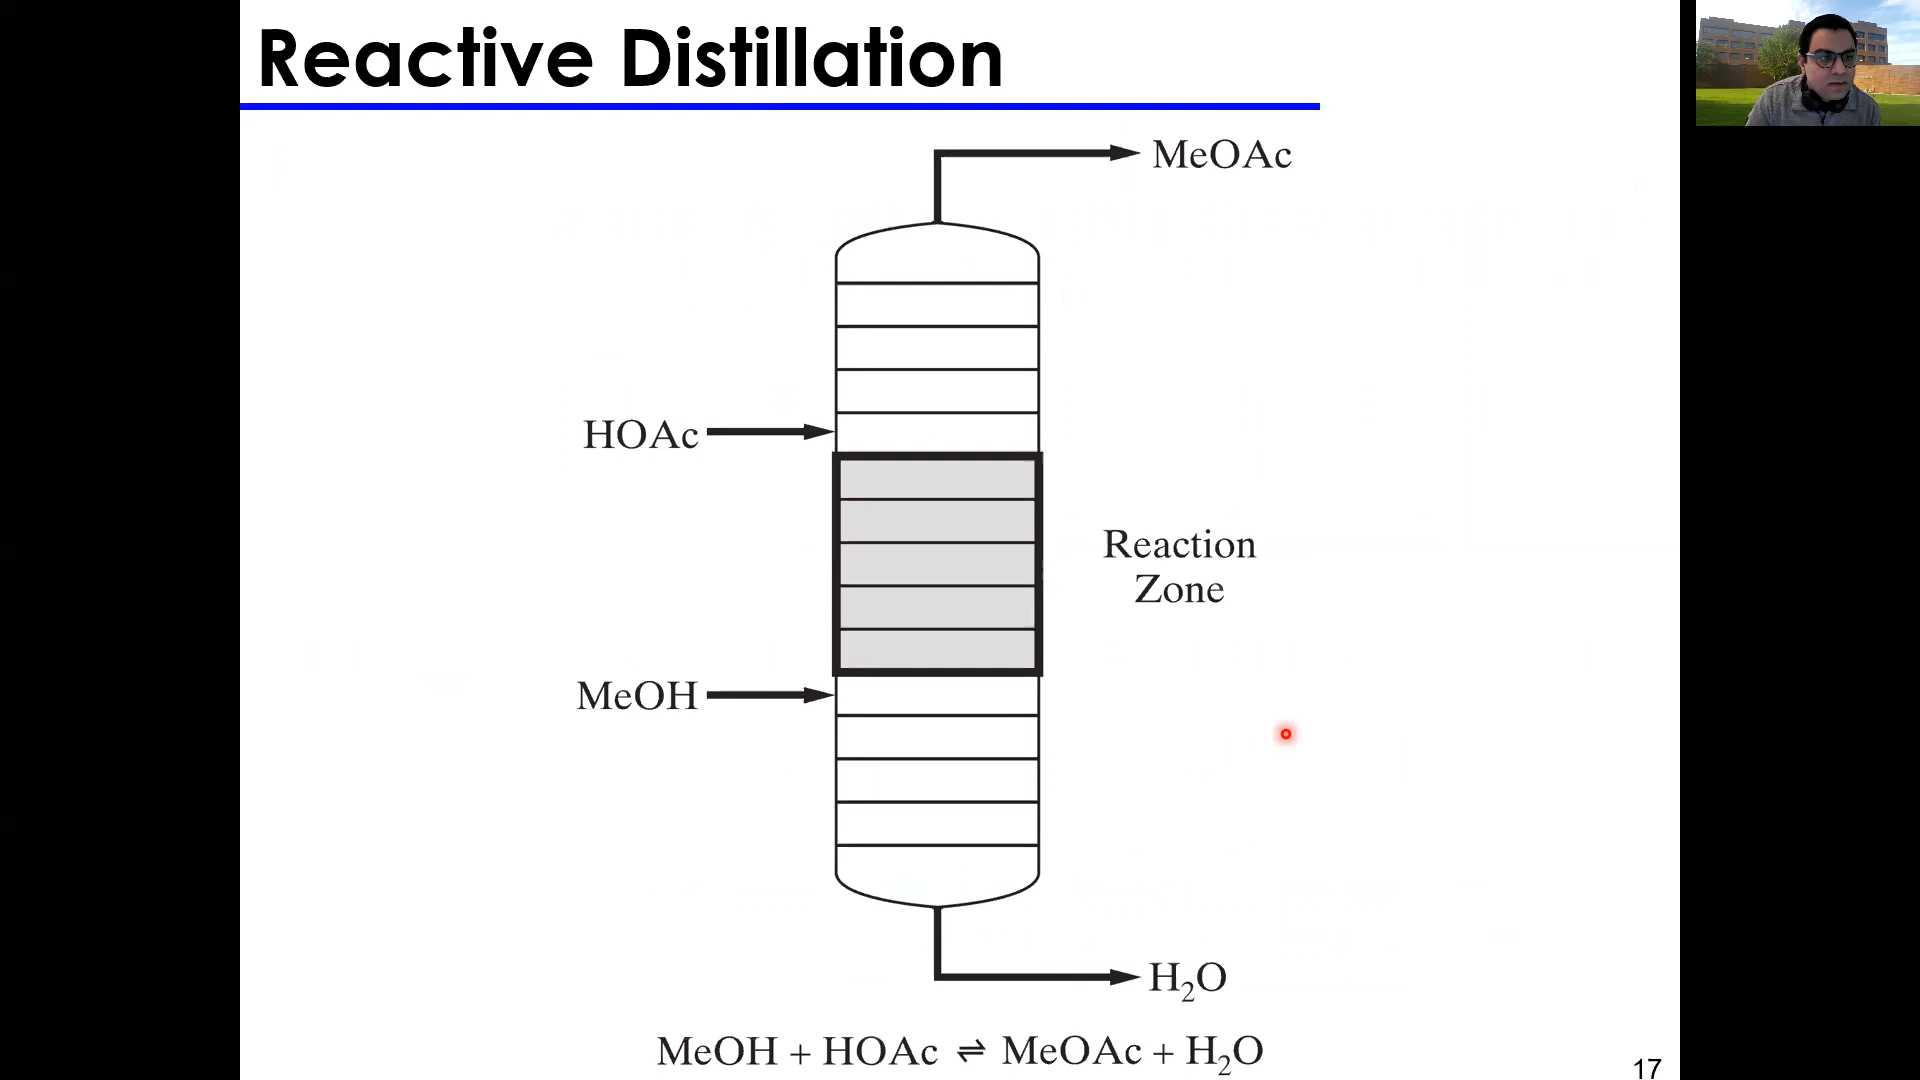 Reactive Distillation
MeOAc
HOAc
Reaction
Zone
MeOH
H₂O
MeOH + HOAc ⇌ MeOAc + H₂O
17